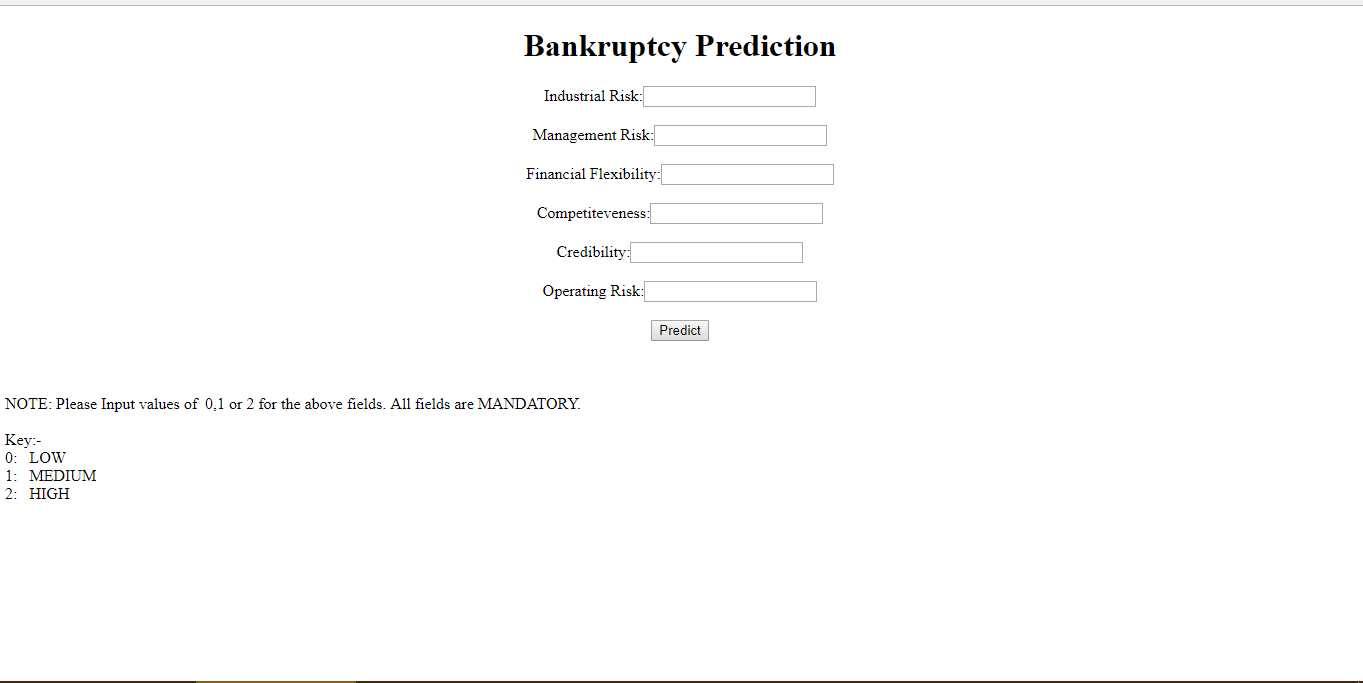 Bankruptcy Prediction
Industrial Risk:
Management Risk:
Financial Flexibility:
Competiteveness:
Credibility:
Operating Risk:
Predict
NOTE: Please Input values of  0,1 or 2 for the above fields. All fields are MANDATORY.
Key:-
0:   LOW
1:   MEDIUM
2:   HIGH